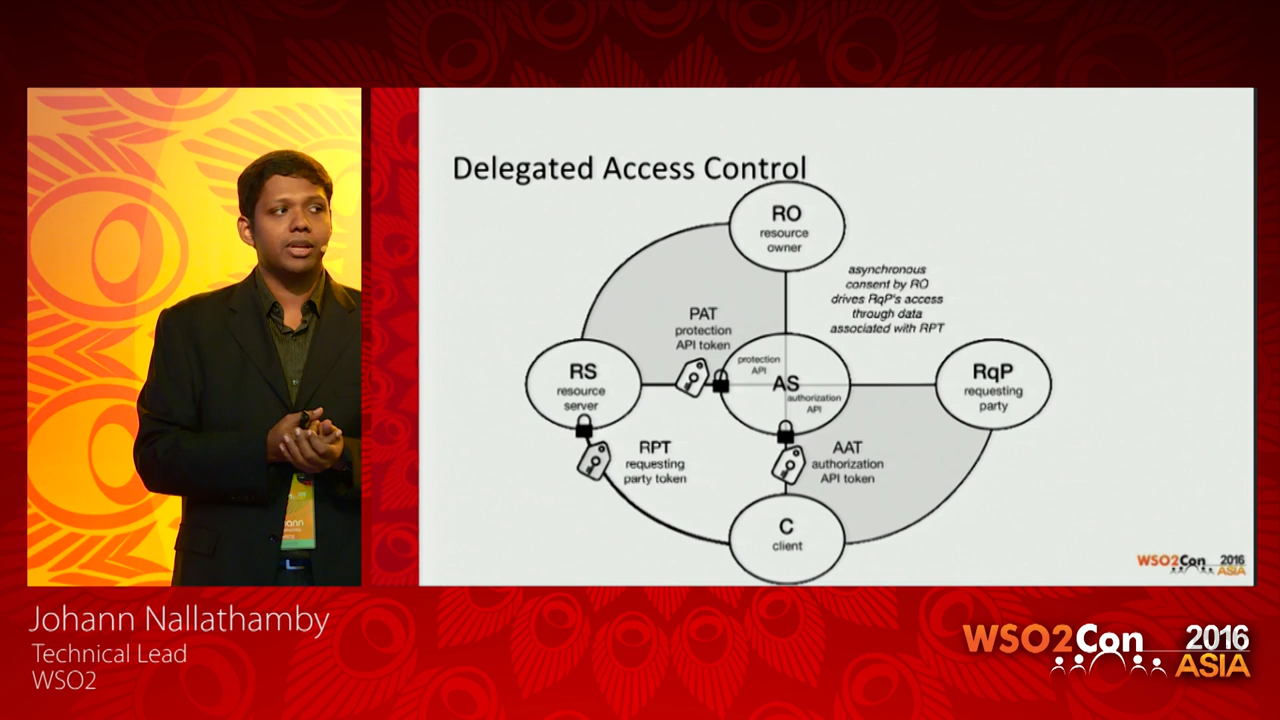 Delegated Access Control
RO
resource
owner
asynchronous
consent by RO
drives RqP's access
through data
associated with RPT
PAT
protection
API token
protection
API
AS
authorization
API
RS
resource
server
RqP
requesting
party
RPT
requesting
party token
AAT
authorization
API token
C
client
WSO2Con 2016
ASIA
Johann Nallathamby
Technical Lead
WSO2
WSO2Con 2016
ASIA